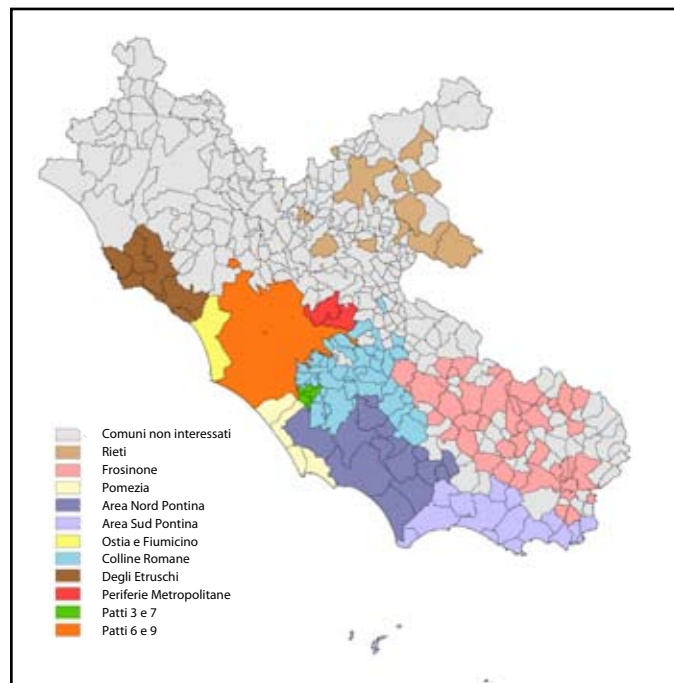 Comuni non interessati
Rieti
Frosinone
Pomezia
Area Nord Pontina
Area Sud Pontina
Ostia e Fiumicino
Colline Romane
Degli Etruschi
Periferie Metropolitane
Patti 3 e 7
Patti 6 e 9